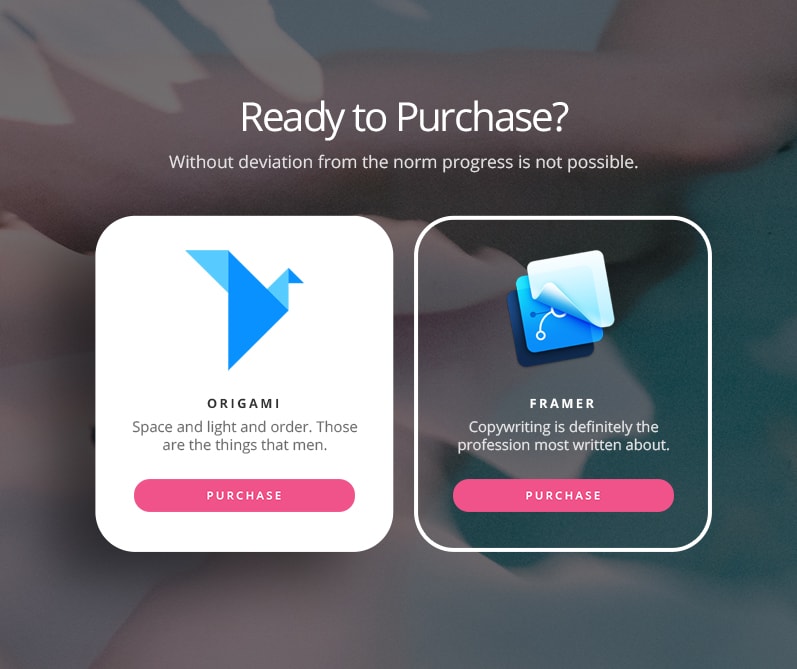 Ready to Purchase?
Without deviation from the norm progress is not possible.
ORIGAMI
Space and light and order. Those
are the things that men.
PURCHASE
FRAMER
Copywriting is definitely the
profession most written about.
PURCHASE